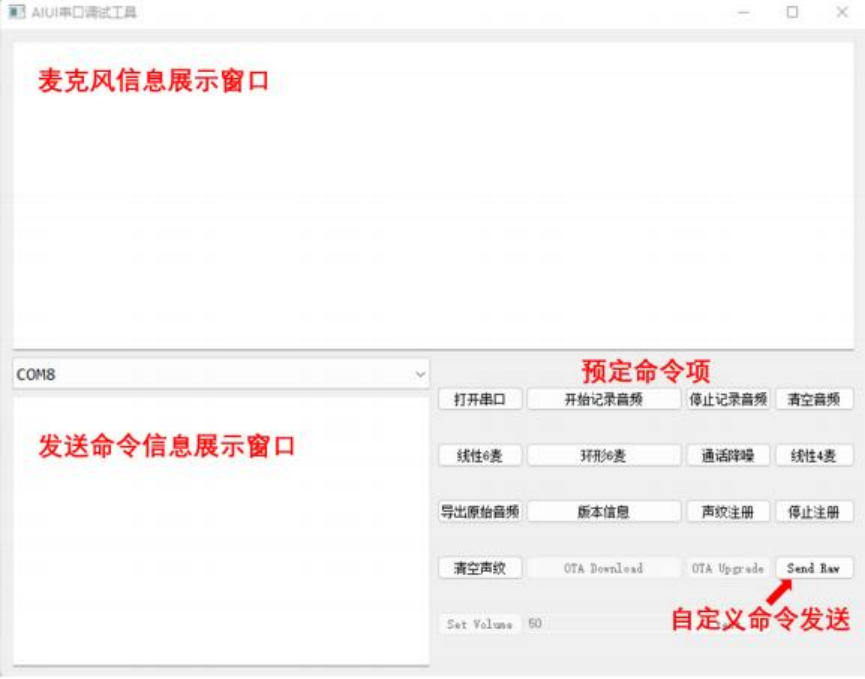 AIUI串口调试工具
麦克风信息展示窗口
COM8
预定命令项
打开串口 开始记录音频 停止记录音频 清空音频
发送命令信息展示窗口
线性6麦 环形6麦 通话降噪 线性4麦
导出原始音频 版本信息 声纹注册 停止注册
清空声纹 OTA Download OTA Upgrade Send Raw
自定义命令发送
Set Volume 50